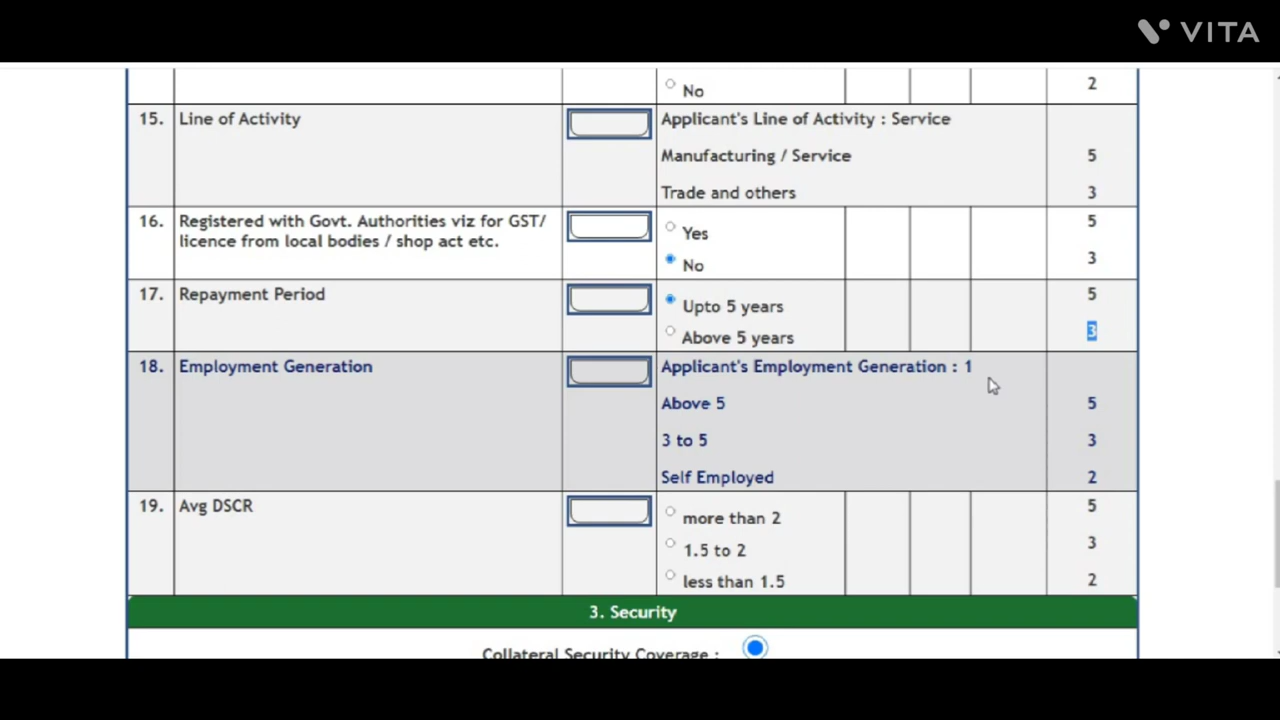 VITA
No 2
15. Line of Activity Applicant's Line of Activity : Service
Manufacturing / Service 5
Trade and others 3
16. Registered with Govt. Authorities viz for GST/ 5
licence from local bodies / shop act etc.
Yes
No 3
17. Repayment Period 5
Upto 5 years
Above 5 years 3
18. Employment Generation Applicant's Employment Generation : 1
Above 5 5
3 to 5 3
Self Employed 2
19. Avg DSCR 5
more than 2
1.5 to 2 3
less than 1.5 2
3. Security
Collateral Security Coverage :